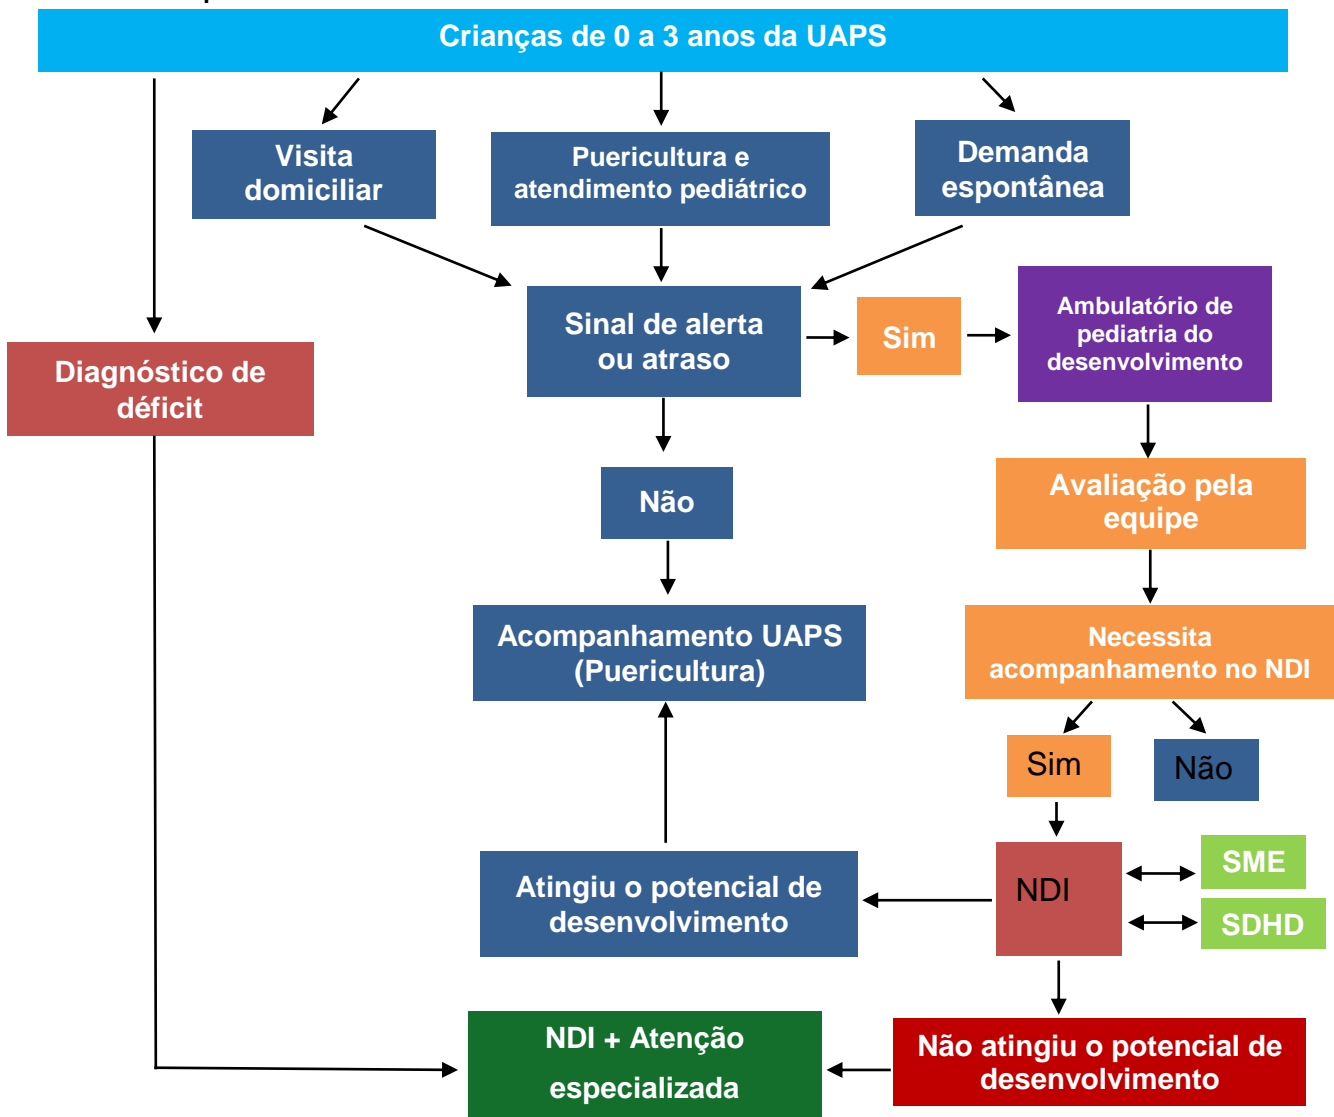 Crianças de 0 a 3 anos da UAPS
Visita
domiciliar
Puericultura e
atendimento pediátrico
Demanda
espontânea
Sinal de alerta
ou atraso
Sim
Ambulatório de
pediatria do
desenvolvimento
Diagnóstico de
déficit
Não
Avaliação pela
equipe
Acompanhamento UAPS
(Puericultura)
Necessita
acompanhamento no NDI
Sim
Não
Atingiu o potencial de
desenvolvimento
NDI
SME
SDHD
NDI + Atenção
especializada
Não atingiu o potencial de
desenvolvimento